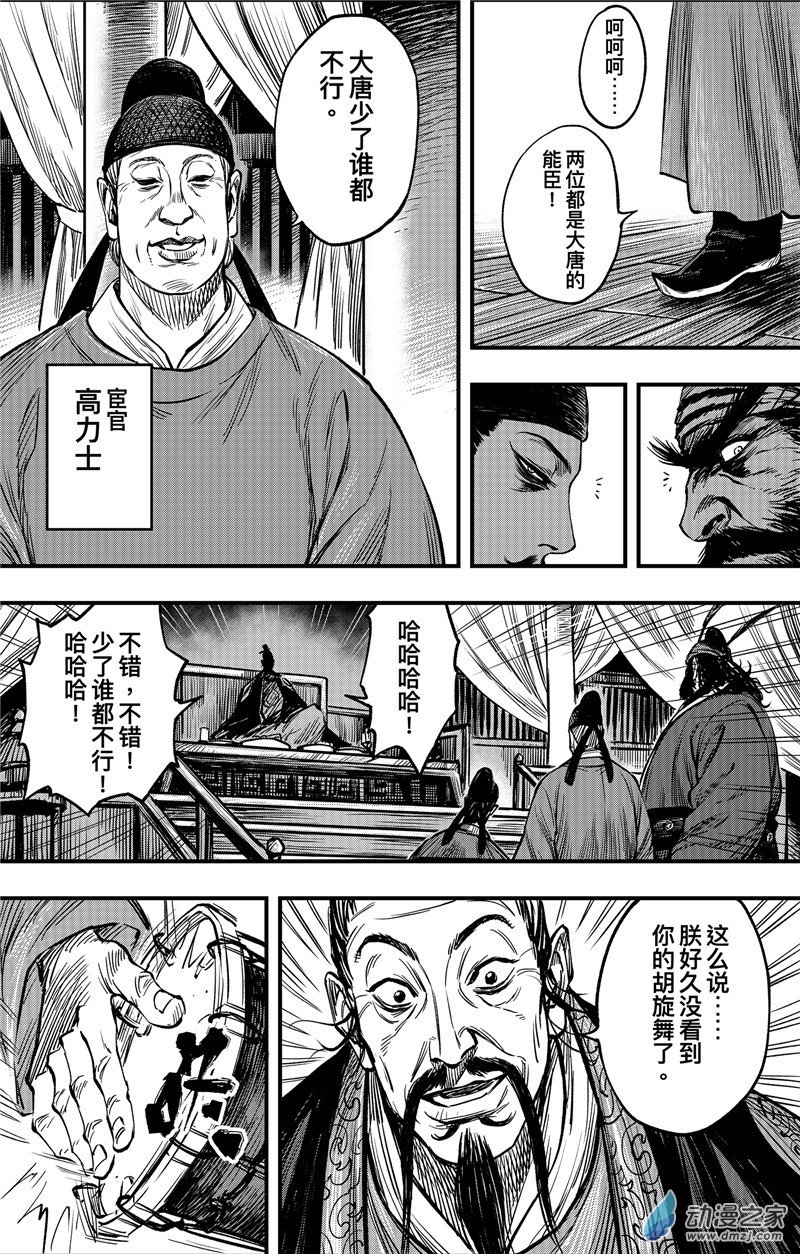 呵呵呵……
两位都是大唐的
能臣！
大唐少了谁都
不行。
宦官
高力士
哈哈哈哈！
不错，不错！
少了谁都不行！
哈哈哈！
这么说……
朕好久没看到
你的胡旋舞了。
咚
动漫之家
www.dmzj.com